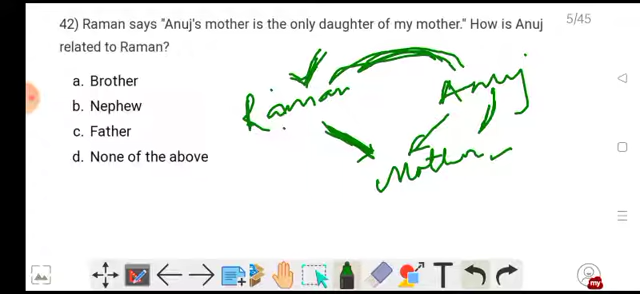 42) Raman says "Anuj's mother is the only daughter of my mother." How is Anuj
related to Raman?
5/45
a. Brother
b. Nephew
c. Father
d. None of the above
Raman
Anuj
Mother
T
my